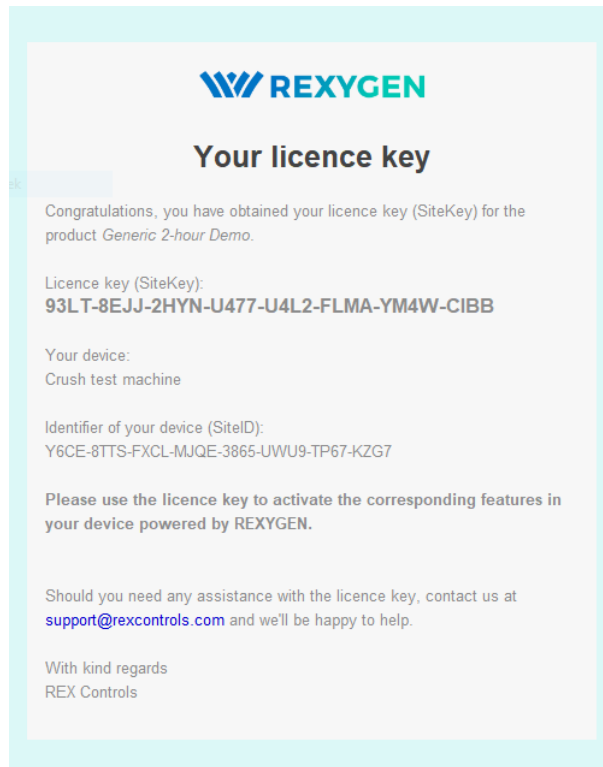 REXYGEN
Your licence key
ek
Congratulations, you have obtained your licence key (SiteKey) for the
product Generic 2-hour Demo.
Licence key (SiteKey):
93LT-8EJJ-2HYN-U477-U4L2-FLMA-YM4W-CIBB
Your device:
Crush test machine
Identifier of your device (SiteID):
Y6CE-8TTS-FXCL-MJQE-3865-UWU9-TP67-KZG7
Please use the licence key to activate the corresponding features in
your device powered by REXYGEN.
Should you need any assistance with the licence key, contact us at
support@rexcontrols.com and we'll be happy to help.
With kind regards
REX Controls